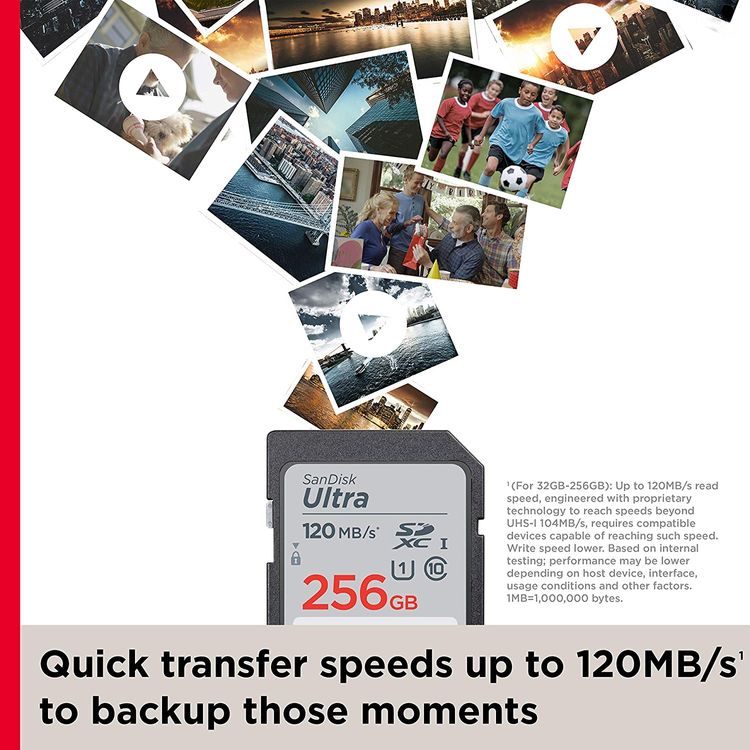 SanDisk
Ultra
120 MB/s*
SD XC I
U1 10
256GB
¹(For 32GB-256GB): Up to 120MB/s read
speed, engineered with proprietary
technology to reach speeds beyond
UHS-I 104MB/s, requires compatible
devices capable of reaching such speed.
Write speed lower. Based on internal
testing; performance may be lower
depending on host device, interface,
usage conditions and other factors.
1MB=1,000,000 bytes.
Quick transfer speeds up to 120MB/s¹
to backup those moments